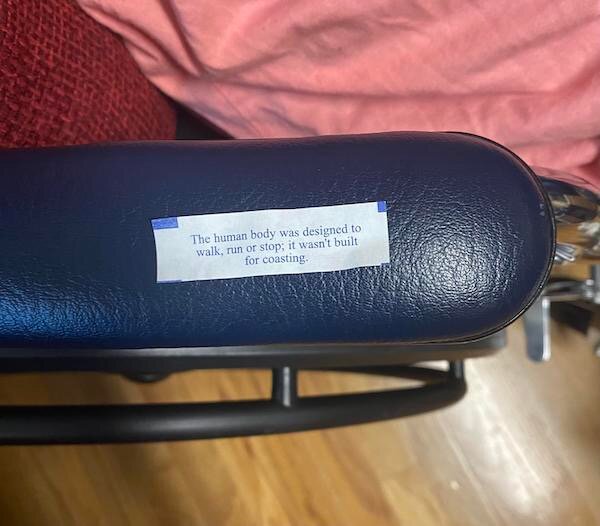 The human body was designed to
walk, run or stop; it wasn't built
for coasting.